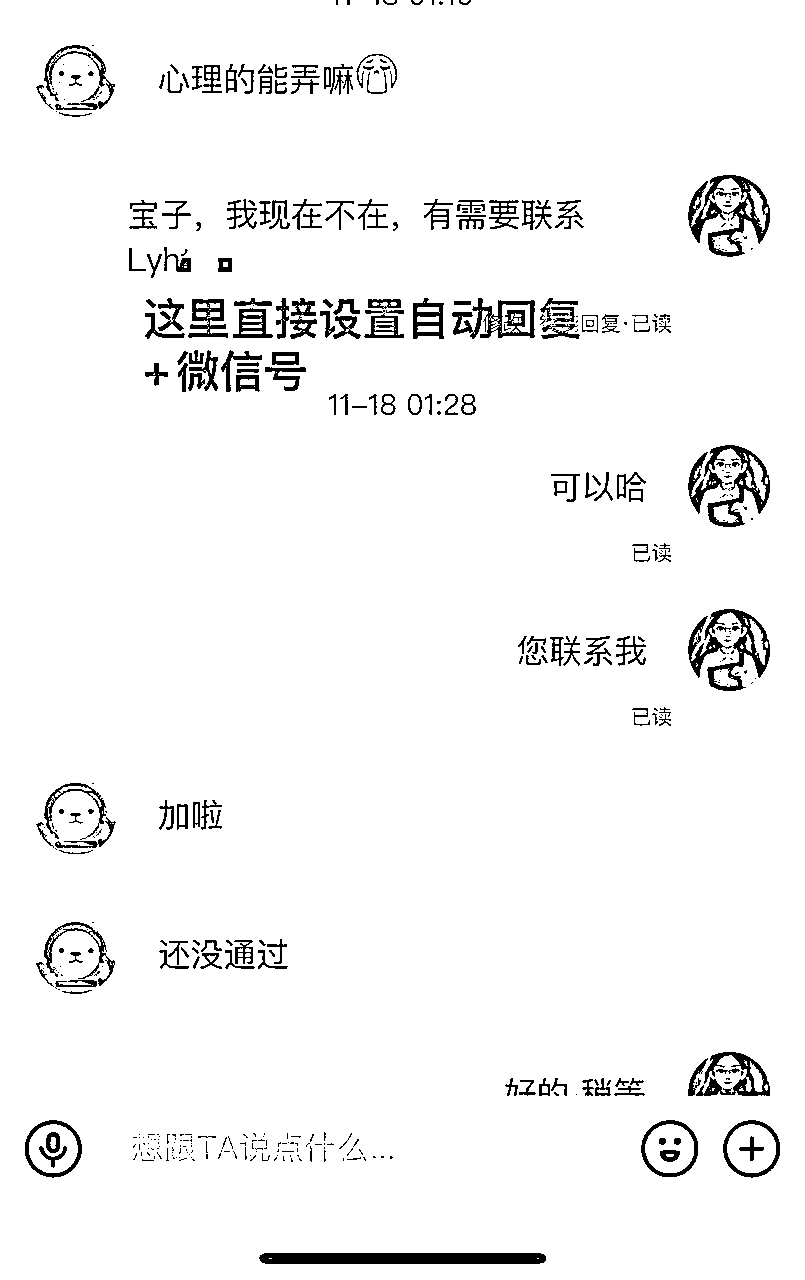 心理的能弄嘛
宝子，我现在不在，有需要联系
这里直接设置自动回复
回复·已读
+微信号
11-18 01:28
可以哈
已读
您联系我
已读
加啦
还没通过
好的 稍等
想跟TA说点什么...